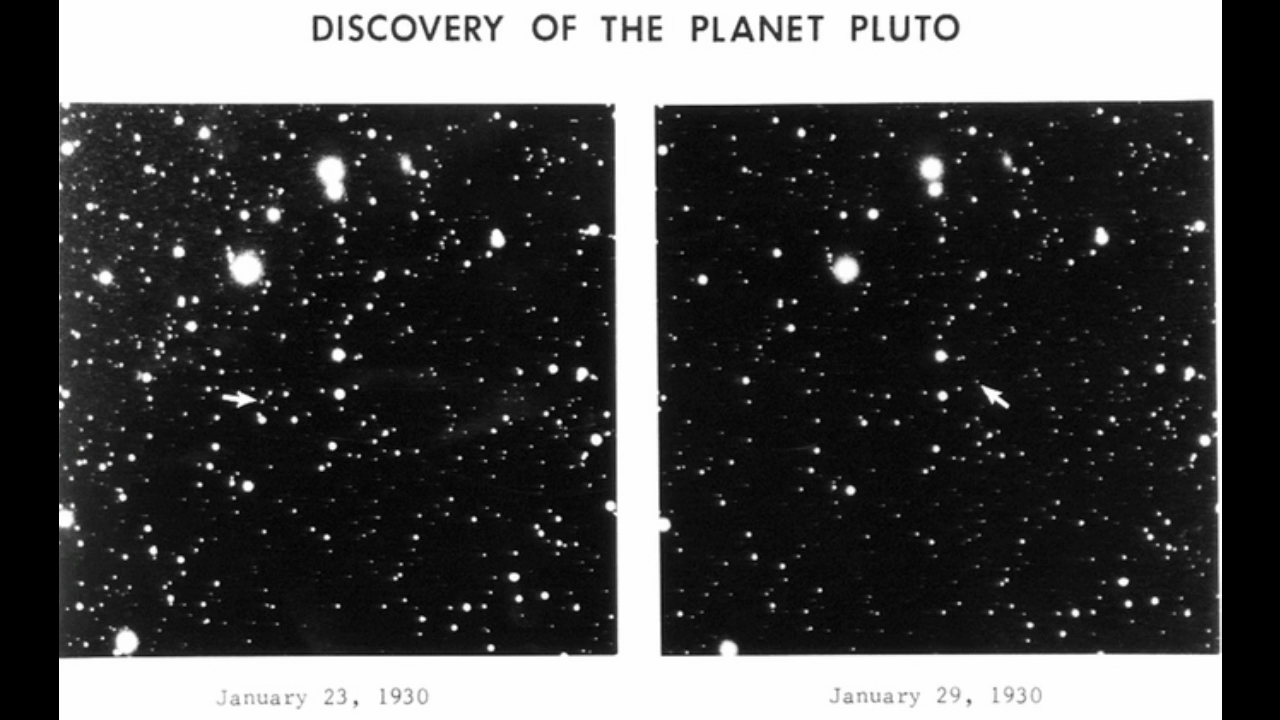 DISCOVERY OF THE PLANET PLUTO
January 23, 1930
January 29, 1930